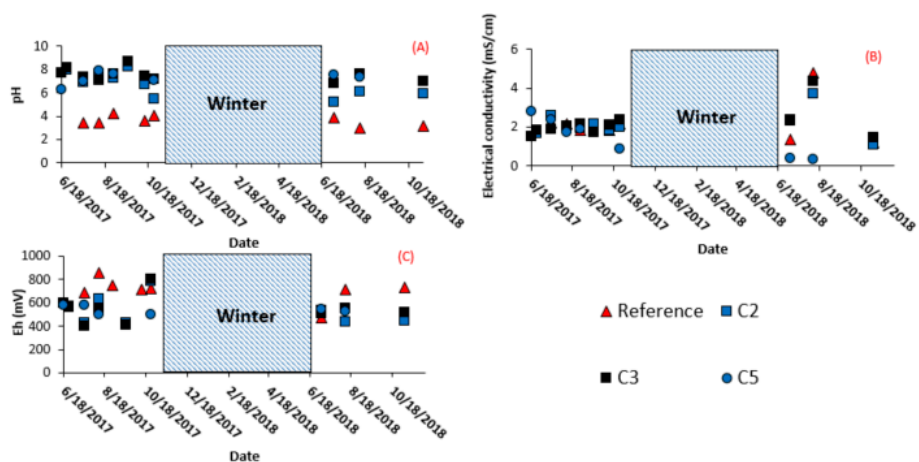 (A)
10
8
6
4
2
0
pH
Winter
6/18/2017
8/18/2017
10/18/2017
12/18/2017
2/18/2018
4/18/2018
6/18/2018
8/18/2018
10/18/2018
Date
(B)
6
4
2
0
Electrical conductivity (mS/cm)
Winter
6/18/2017
8/18/2017
10/18/2017
12/18/2017
2/18/2018
4/18/2018
6/18/2018
8/18/2018
10/18/2018
Date
(C)
1000
800
600
400
200
0
Eh (mV)
Winter
6/18/2017
8/18/2017
10/18/2017
12/18/2017
2/18/2018
4/18/2018
6/18/2018
8/18/2018
10/18/2018
Date
Reference
C2
C3
C5